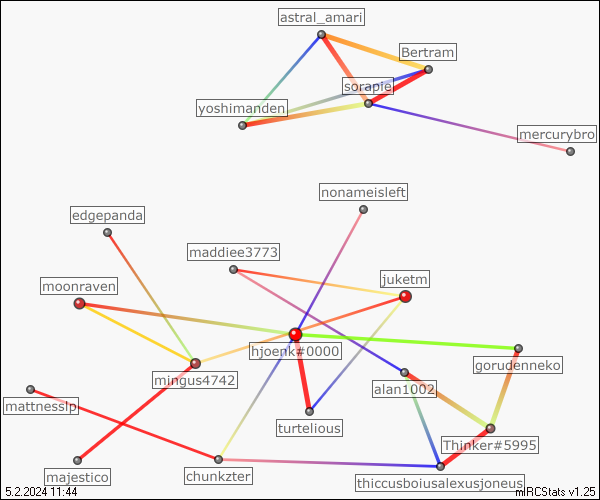 astral_amari
Bertram
sorapie
yoshimanden
mercurybro
nonameisleft
edgepanda
maddiee3773
juketm
moonraven
hjoenk#0000
gorudenneko
mingus4742
alan1002
mattnesslp
turtelious
Thinker#5995
majestico
chunkzter
thiccusboiusalexusjoneus
5.2.2024 11:44
mIRCStats v1.25